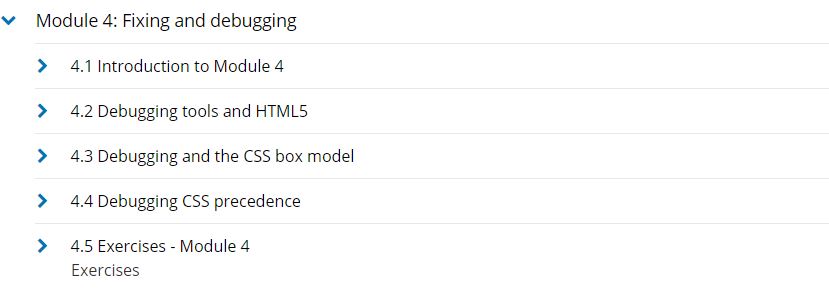 Module 4: Fixing and debugging
4.1 Introduction to Module 4
4.2 Debugging tools and HTML5
4.3 Debugging and the CSS box model
4.4 Debugging CSS precedence
4.5 Exercises - Module 4
Exercises